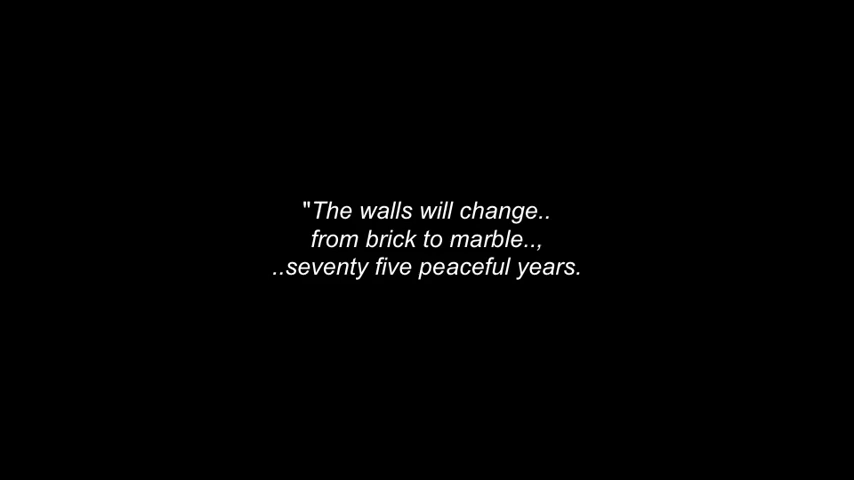 "The walls will change..
from brick to marble..,
..seventy five peaceful years.